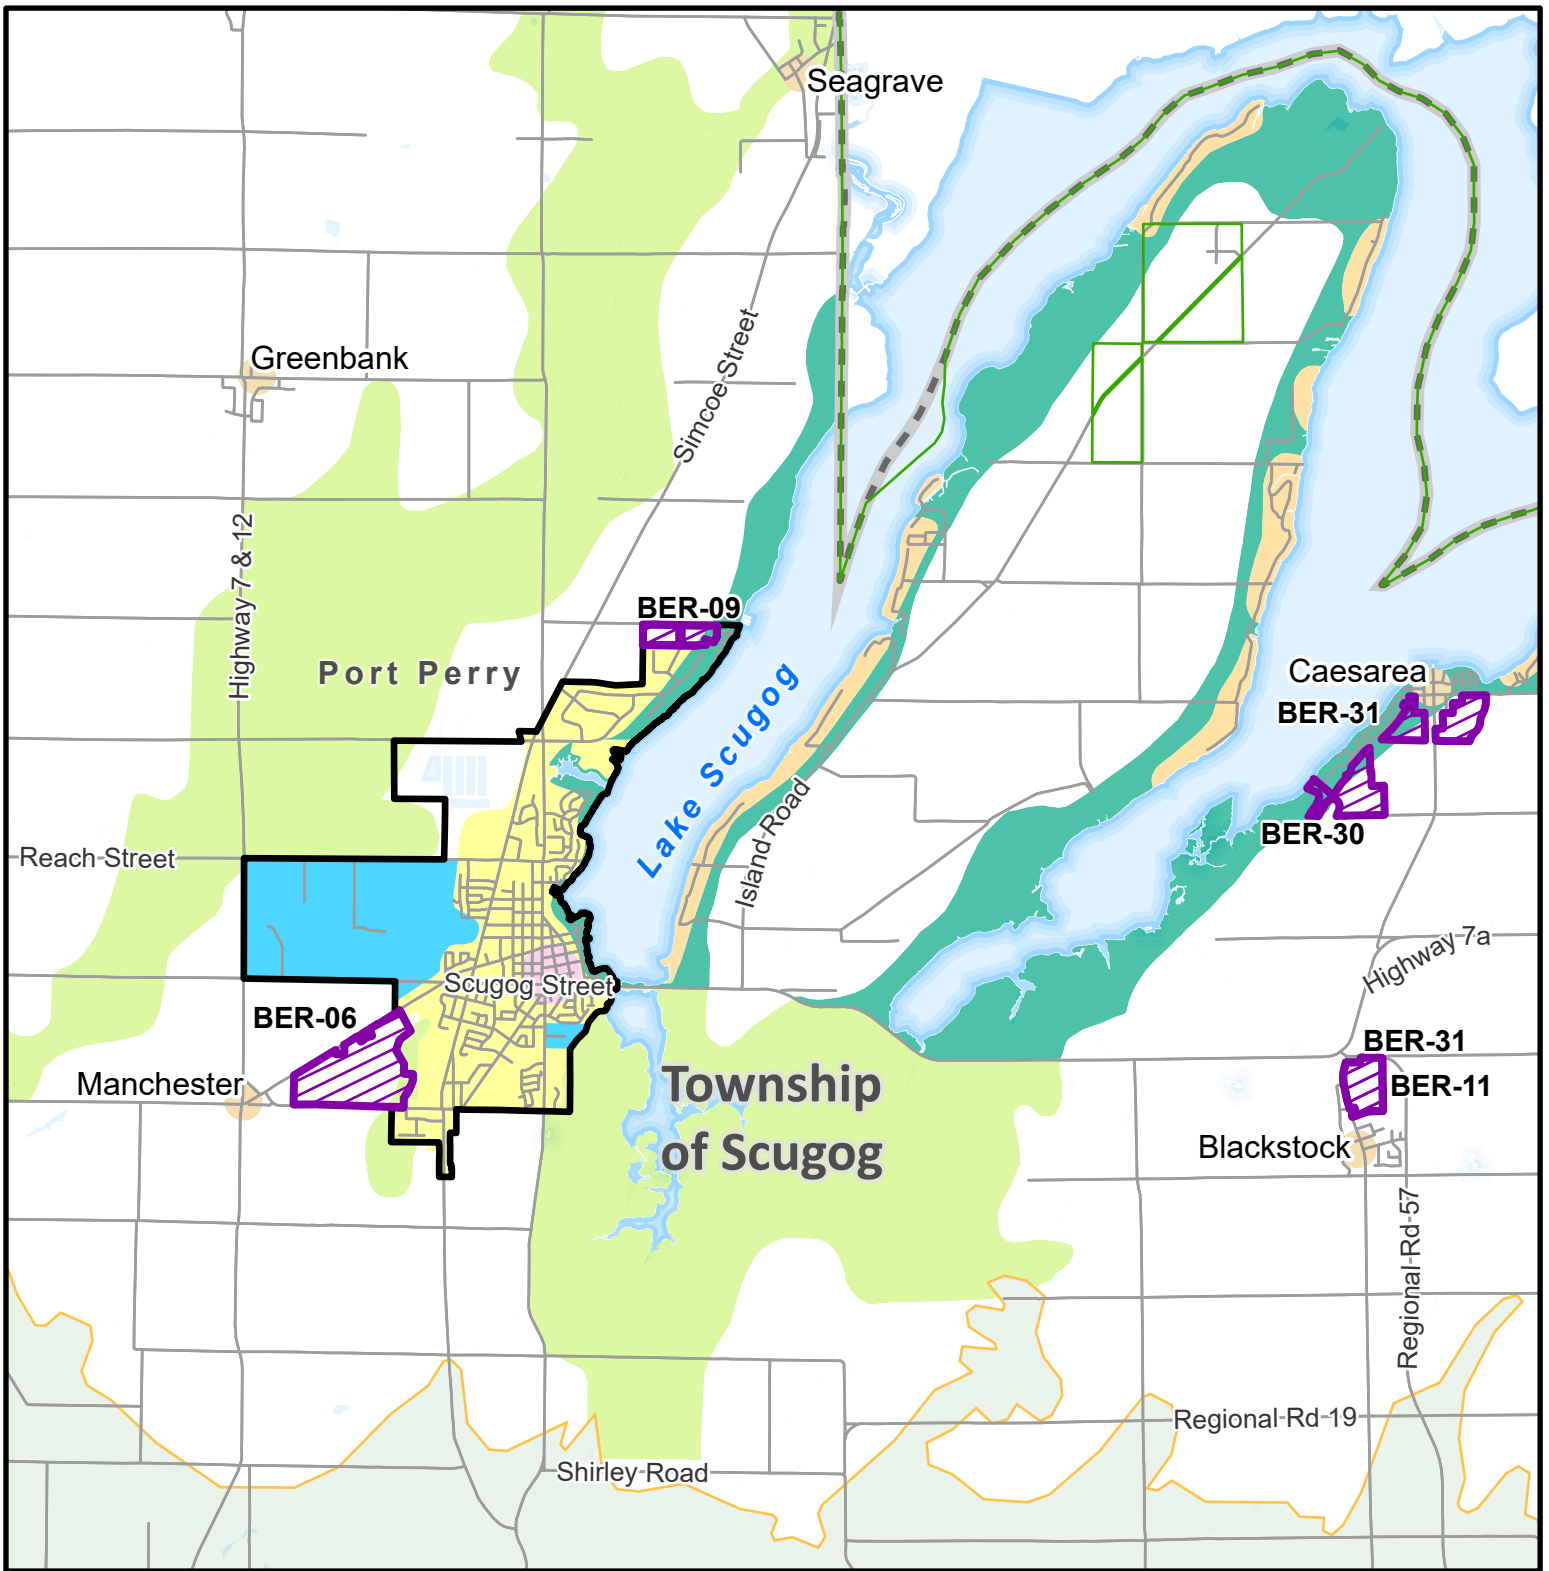 Seagrave
Greenbank
Simcoe Street
Highway 7 & 12
BER-09
Port Perry
Lake Scugog
Caesarea
BER-31
Island Road
BER-30
Reach Street
Highway 7a
Scugog Street
BER-06
BER-31
Manchester
Township
of Scugog
BER-11
Blackstock
Regional Rd 57
Regional Rd 19
Shirley Road